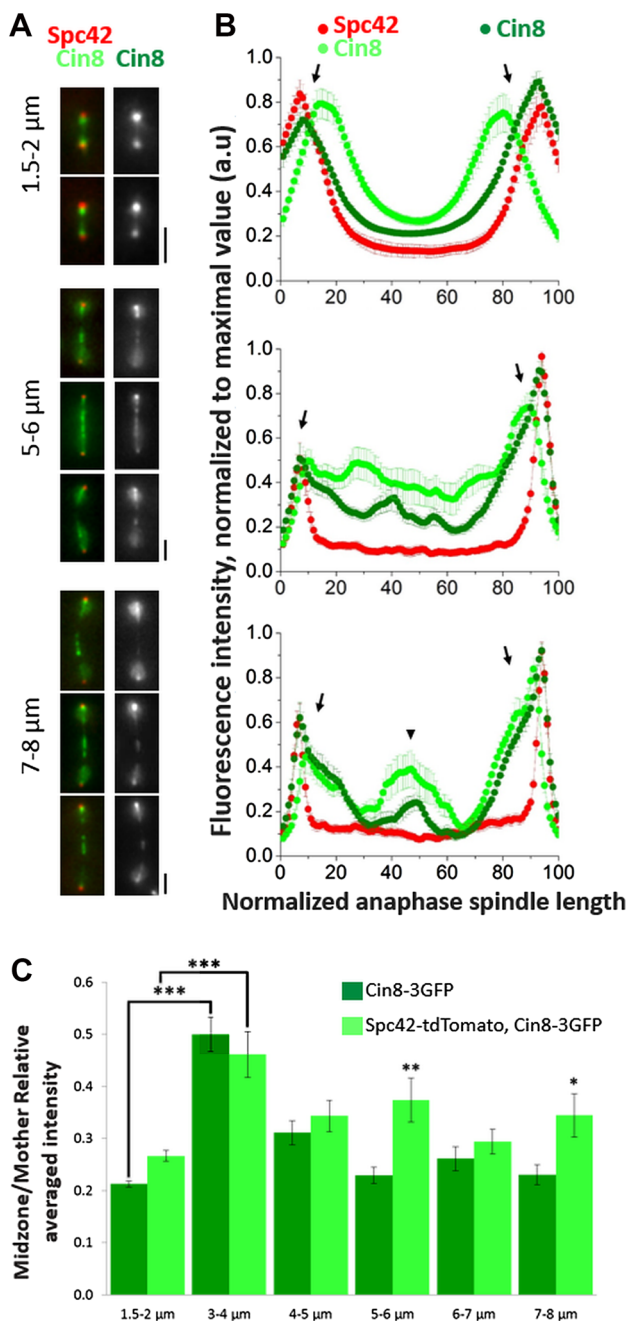 A
Spc42
Cin8 Cin8
1.5-2 µm
5-6 µm
7-8 µm
B
Spc42
Cin8
Cin8
Fluorescence intensity, normalized to maximal value (a.u)
1.0
0.8
0.6
0.4
0.2
0.0
0 20 40 60 80 100
1.0
0.8
0.6
0.4
0.2
0.0
0 20 40 60 80 100
1.0
0.8
0.6
0.4
0.2
0.0
0 20 40 60 80 100
Normalized anaphase spindle length
C
Midzone/Mother Relative
averaged intensity
0.6
0.5
0.4
0.3
0.2
0.1
0.0
***
***
**
*
Cin8-3GFP
Spc42-tdTomato, Cin8-3GFP
1.5-2 µm 3-4 µm 4-5 µm 5-6 µm 6-7 µm 7-8 µm